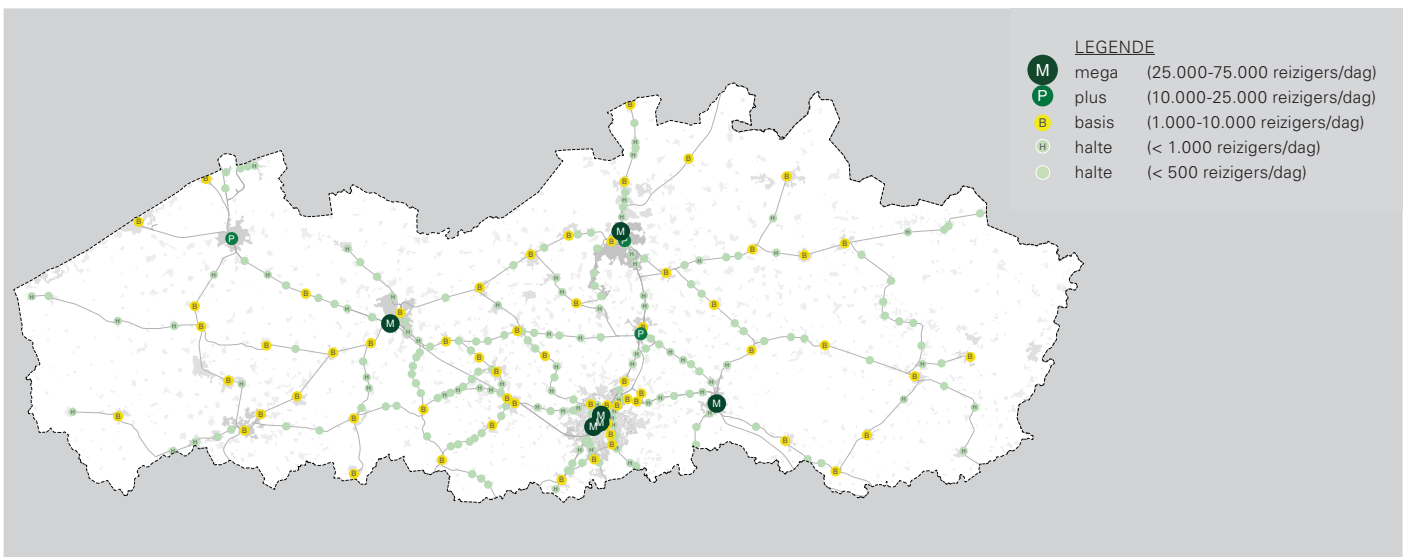 LEGENDE
M mega (25.000-75.000 reizigers/dag)
P plus (10.000-25.000 reizigers/dag)
B basis (1.000-10.000 reizigers/dag)
H halte (< 1.000 reizigers/dag)
halte (< 500 reizigers/dag)